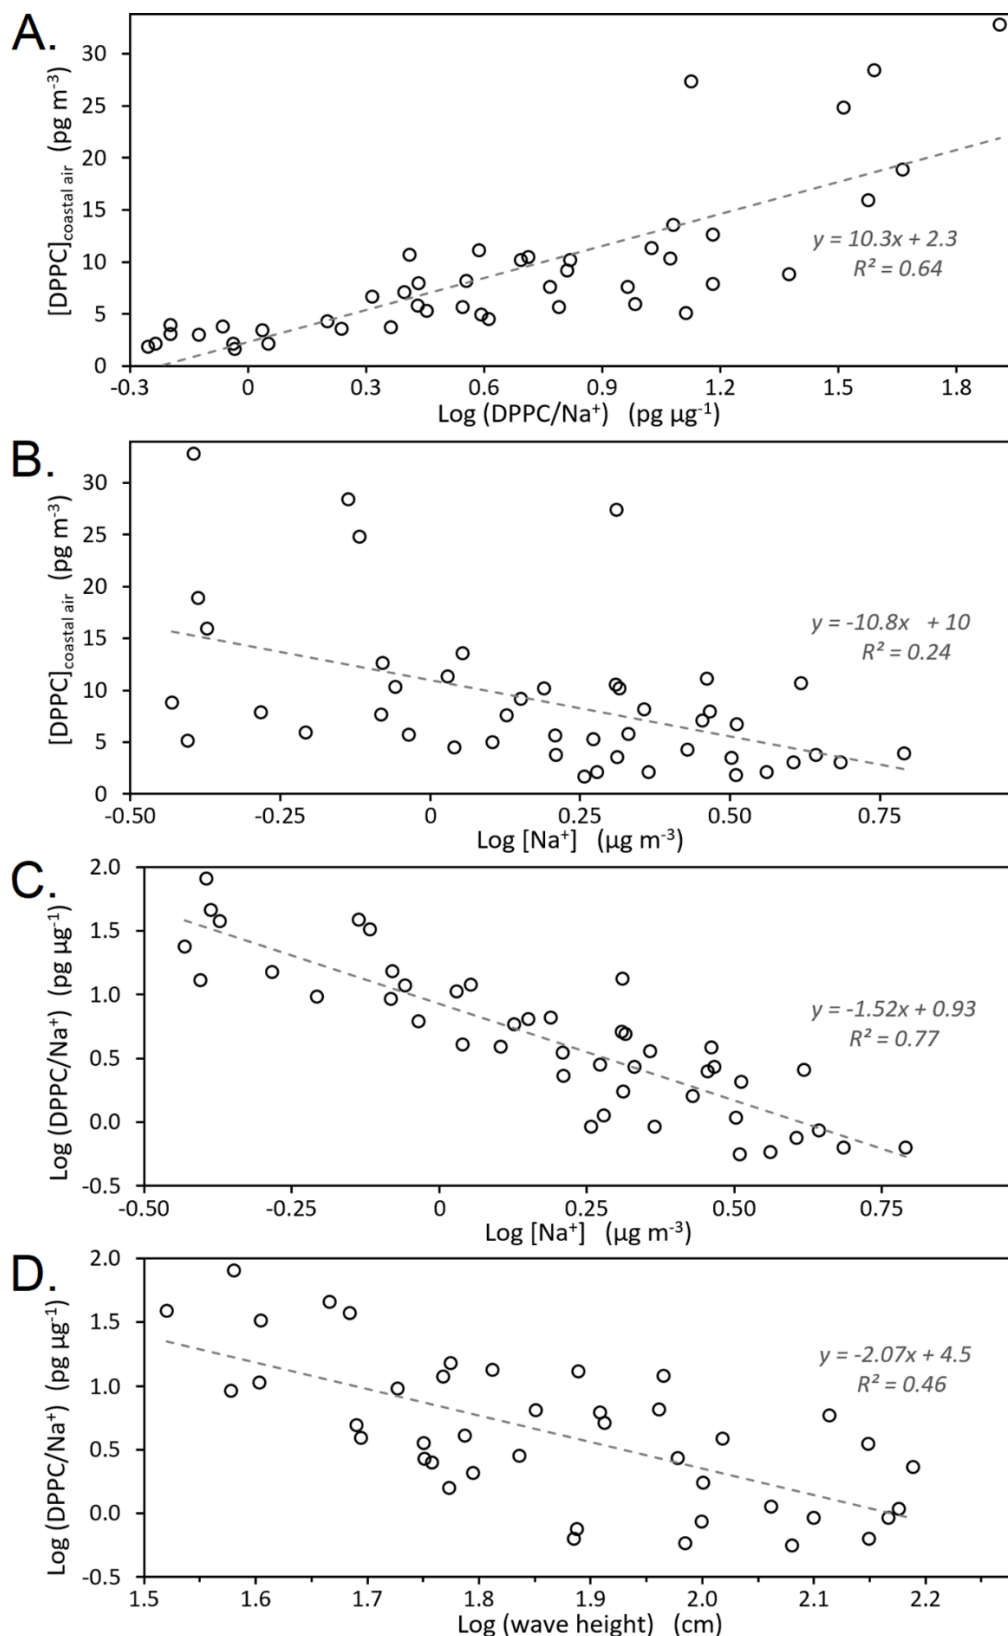 A.
[DPPC]coastal air (pg m-3)
30
25
20
15
10
5
0
y = 10.3x + 2.3
R² = 0.64
-0.3 0 0.3 0.6 0.9 1.2 1.5 1.8
Log (DPPC/Na+) (pg µg-1)
B.
[DPPC]coastal air (pg m-3)
30
25
20
15
10
5
0
y = -10.8x + 10
R² = 0.24
-0.50 -0.25 0 0.25 0.50 0.75
Log [Na+] (µg m-3)
C.
Log (DPPC/Na+) (pg µg-1)
2.0
1.5
1.0
0.5
0.0
-0.5
y = -1.52x + 0.93
R² = 0.77
-0.50 -0.25 0 0.25 0.50 0.75
Log [Na+] (µg m-3)
D.
Log (DPPC/Na+) (pg µg-1)
2.0
1.5
1.0
0.5
0.0
-0.5
y = -2.07x + 4.5
R² = 0.46
1.5 1.6 1.7 1.8 1.9 2.0 2.1 2.2
Log (wave height) (cm)